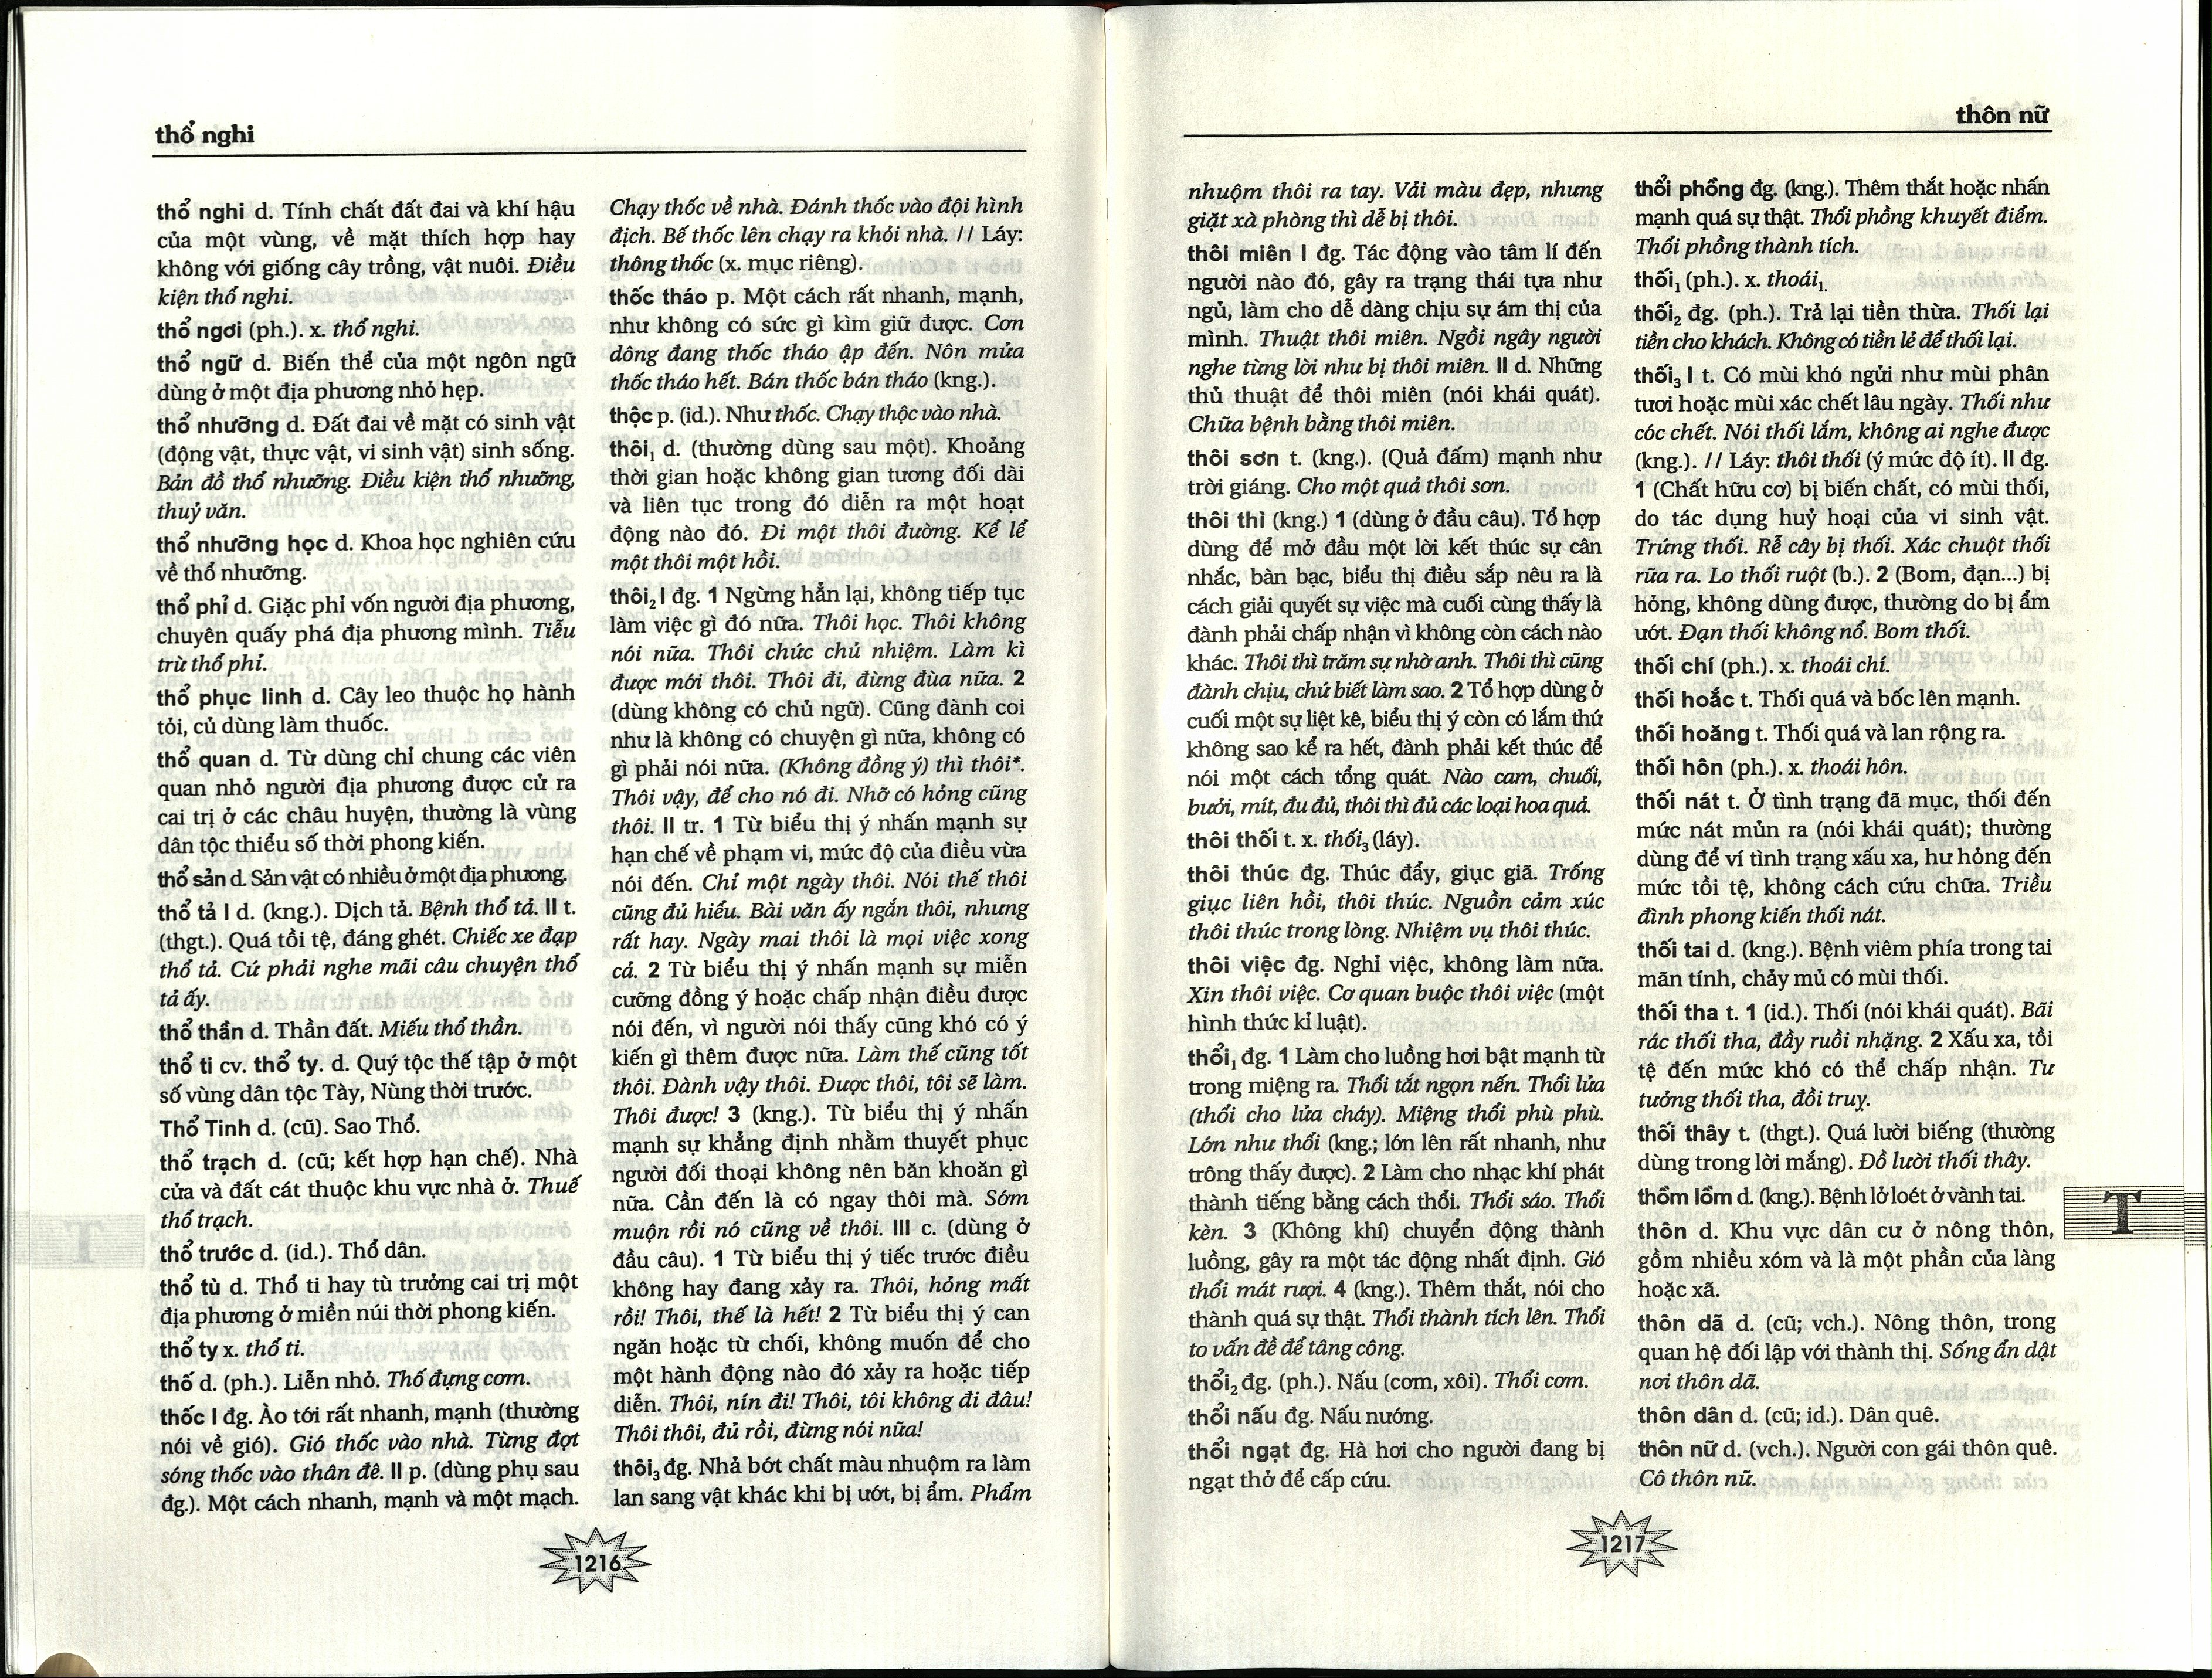 thổ nghi
thổ nghi d. Tính chất đất đai và khí hậu
của một vùng, về mặt thích hợp hay
không với giống cây trồng, vật nuôi. Điều
kiện thổ nghi.
thổ ngơi (ph.). x. thổ nghi.
thổ ngữ d. Biến thể của một ngôn ngữ
dùng ở một địa phương nhỏ hẹp.
thổ nhưỡng d. Đất đai về mặt có sinh vật
(động vật, thực vật, vi sinh vật) sinh sống.
Bản đồ thổ nhưỡng. Điều kiện thổ nhưỡng,
thuỷ văn.
thổ nhưỡng học d. Khoa học nghiên cứu
về thổ nhưỡng.
thổ phỉ d. Giặc phỉ vốn người địa phương,
chuyên quấy phá địa phương mình. Tiễu
trừ thổ phỉ.
thổ phục linh d. Cây leo thuộc họ hành
tỏi, củ dùng làm thuốc.
thổ quan d. Từ dùng chỉ chung các viên
quan nhỏ người địa phương được cử ra
cai trị ở các châu huyện, thường là vùng
dân tộc thiểu số thời phong kiến.
thổ sản d. Sản vật có nhiều ở một địa phương.
thổ tả I d. (kng.). Dịch tả. Bệnh thổ tả. II t.
(thgt.). Quá tồi tệ, đáng ghét. Chiếc xe đạp
thổ tả. Cứ phải nghe mãi câu chuyện thổ
tả ấy.
thổ thần d. Thần đất. Miếu thổ thần.
thổ ti cv. thổ ty. d. Quý tộc thế tập ở một
số vùng dân tộc Tày, Nùng thời trước.
Thổ Tinh d. (cũ). Sao Thổ.
thổ trạch d. (cũ; kết hợp hạn chế). Nhà
cửa và đất cát thuộc khu vực nhà ở. Thuế
thổ trạch.
thổ trước d. (id.). Thổ dân.
thổ tù d. Thổ ti hay tù trưởng cai trị một
địa phương ở miền núi thời phong kiến.
thổ ty x. thổ ti.
thố d. (ph.). Liễn nhỏ. Thố đựng cơm.
thốc I đg. Ào tới rất nhanh, mạnh (thường
nói về gió). Gió thốc vào nhà. Từng đợt
sóng thốc vào thân đê. II p. (dùng phụ sau
đg.). Một cách nhanh, mạnh và một mạch.
Chạy thốc về nhà. Đánh thốc vào đội hình
địch. Bế thốc lên chạy ra khỏi nhà. // Láy:
thông thốc (x. mục riêng).
thốc tháo p. Một cách rất nhanh, mạnh,
như không có sức gì kìm giữ được. Cơn
dông đang thốc tháo ập đến. Nôn mửa
thốc tháo hết. Bán thốc bán tháo (kng.).
thộc p. (id.). Như thốc. Chạy thộc vào nhà.
thôi₁ d. (thường dùng sau một). Khoảng
thời gian hoặc không gian tương đối dài
và liên tục trong đó diễn ra một hoạt
động nào đó. Đi một thôi đường. Kể lể
một thôi một hồi.
thôi₂ I đg. 1 Ngừng hẳn lại, không tiếp tục
làm việc gì đó nữa. Thôi học. Thôi không
nói nữa. Thôi chức chủ nhiệm. Làm kì
được mới thôi. Thôi đi, đừng đùa nữa. 2
(dùng không có chủ ngữ). Cũng đành coi
như là không có chuyện gì nữa, không có
gì phải nói nữa. (Không đồng ý) thì thôi*.
Thôi vậy, để cho nó đi. Nhỡ có hỏng cũng
thôi. II tr. 1 Từ biểu thị ý nhấn mạnh sự
hạn chế về phạm vi, mức độ của điều vừa
nói đến. Chỉ một ngày thôi. Nói thế thôi
cũng đủ hiểu. Bài văn ấy ngắn thôi, nhưng
rất hay. Ngày mai thôi là mọi việc xong
cả. 2 Từ biểu thị ý nhấn mạnh sự miễn
cưỡng đồng ý hoặc chấp nhận điều được
nói đến, vì người nói thấy cũng khó có ý
kiến gì thêm được nữa. Làm thế cũng tốt
thôi. Đành vậy thôi. Được thôi, tôi sẽ làm.
Thôi được! 3 (kng.). Từ biểu thị ý nhấn
mạnh sự khẳng định nhằm thuyết phục
người đối thoại không nên băn khoăn gì
nữa. Cần đến là có ngay thôi mà. Sớm
muộn rồi nó cũng về thôi. III c. (dùng ở
đầu câu). 1 Từ biểu thị ý tiếc trước điều
không hay đang xảy ra. Thôi, hỏng mất
rồi! Thôi, thế là hết! 2 Từ biểu thị ý can
ngăn hoặc từ chối, không muốn để cho
một hành động nào đó xảy ra hoặc tiếp
diễn. Thôi, nín đi! Thôi, tôi không đi đâu!
Thôi thôi, đủ rồi, đừng nói nữa!
thôi₃ đg. Nhả bớt chất màu nhuộm ra làm
lan sang vật khác khi bị ướt, bị ẩm. Phẩm
1216
thôn nữ
nhuộm thôi ra tay. Vải màu đẹp, nhưng
giặt xà phòng thì dễ bị thôi.
thôi miên I đg. Tác động vào tâm lí đến
người nào đó, gây ra trạng thái tựa như
ngủ, làm cho dễ dàng chịu sự ám thị của
mình. Thuật thôi miên. Ngồi ngây người
nghe từng lời như bị thôi miên. II d. Những
thủ thuật để thôi miên (nói khái quát).
Chữa bệnh bằng thôi miên.
thôi sơn t. (kng.). (Quả đấm) mạnh như
trời giáng. Cho một quả thôi sơn.
thôi thì (kng.) 1 (dùng ở đầu câu). Tổ hợp
dùng để mở đầu một lời kết thúc sự cân
nhắc, bàn bạc, biểu thị điều sắp nêu ra là
cách giải quyết sự việc mà cuối cùng thấy là
đành phải chấp nhận vì không còn cách nào
khác. Thôi thì trăm sự nhờ anh. Thôi thì cũng
đành chịu, chứ biết làm sao. 2 Tổ hợp dùng ở
cuối một sự liệt kê, biểu thị ý còn có lắm thứ
không sao kể ra hết, đành phải kết thúc để
nói một cách tổng quát. Nào cam, chuối,
bưởi, mít, đu đủ, thôi thì đủ các loại hoa quả.
thôi thối t. x. thối₃ (láy).
thôi thúc đg. Thúc đẩy, giục giã. Trống
giục liên hồi, thôi thúc. Nguồn cảm xúc
thôi thúc trong lòng. Nhiệm vụ thôi thúc.
thôi việc đg. Nghỉ việc, không làm nữa.
Xin thôi việc. Cơ quan buộc thôi việc (một
hình thức kỉ luật).
thổi₁ đg. 1 Làm cho luồng hơi bật mạnh từ
trong miệng ra. Thổi tắt ngọn nến. Thổi lửa
(thổi cho lửa cháy). Miệng thổi phù phù.
Lớn như thổi (kng.; lớn lên rất nhanh, như
trông thấy được). 2 Làm cho nhạc khí phát
thành tiếng bằng cách thổi. Thổi sáo. Thổi
kèn. 3 (Không khí) chuyển động thành
luồng, gây ra một tác động nhất định. Gió
thổi mát rượi. 4 (kng.). Thêm thắt, nói cho
thành quá sự thật. Thổi thành tích lên. Thổi
to vấn đề để tâng công.
thổi₂ đg. (ph.). Nấu (cơm, xôi). Thổi cơm.
thổi nấu đg. Nấu nướng.
thổi ngạt đg. Hà hơi cho người đang bị
ngạt thở để cấp cứu.
thổi phồng đg. (kng.). Thêm thắt hoặc nhấn
mạnh quá sự thật. Thổi phồng khuyết điểm.
Thổi phồng thành tích.
thối₁ (ph.). x. thoái₁.
thối₂ đg. (ph.). Trả lại tiền thừa. Thối lại
tiền cho khách. Không có tiền lẻ để thối lại.
thối₃ I t. Có mùi khó ngửi như mùi phân
tươi hoặc mùi xác chết lâu ngày. Thối như
cóc chết. Nói thối lắm, không ai nghe được
(kng.). // Láy: thôi thối (ý mức độ ít). II đg.
1 (Chất hữu cơ) bị biến chất, có mùi thối,
do tác dụng huỷ hoại của vi sinh vật.
Trứng thối. Rễ cây bị thối. Xác chuột thối
rữa ra. Lo thối ruột (b.). 2 (Bom, đạn...) bị
hỏng, không dùng được, thường do bị ẩm
ướt. Đạn thối không nổ. Bom thối.
thối chí (ph.). x. thoái chí.
thối hoắc t. Thối quá và bốc lên mạnh.
thối hoăng t. Thối quá và lan rộng ra.
thối hôn (ph.). x. thoái hôn.
thối nát t. Ở tình trạng đã mục, thối đến
mức nát mủn ra (nói khái quát); thường
dùng để ví tình trạng xấu xa, hư hỏng đến
mức tồi tệ, không cách cứu chữa. Triều
đình phong kiến thối nát.
thối tai d. (kng.). Bệnh viêm phía trong tai
mãn tính, chảy mủ có mùi thối.
thối tha t. 1 (id.). Thối (nói khái quát). Bãi
rác thối tha, đầy ruồi nhặng. 2 Xấu xa, tồi
tệ đến mức khó có thể chấp nhận. Tư
tưởng thối tha, đồi truỵ.
thối thây t. (thgt.). Quá lười biếng (thường
dùng trong lời mắng). Đồ lười thối thây.
thồm lồm d. (kng.). Bệnh lở loét ở vành tai.
thôn d. Khu vực dân cư ở nông thôn,
gồm nhiều xóm và là một phần của làng
hoặc xã.
thôn dã d. (cũ; vch.). Nông thôn, trong
quan hệ đối lập với thành thị. Sống ẩn dật
nơi thôn dã.
thôn dân d. (cũ; id.). Dân quê.
thôn nữ d. (vch.). Người con gái thôn quê.
Cô thôn nữ.
T
1217